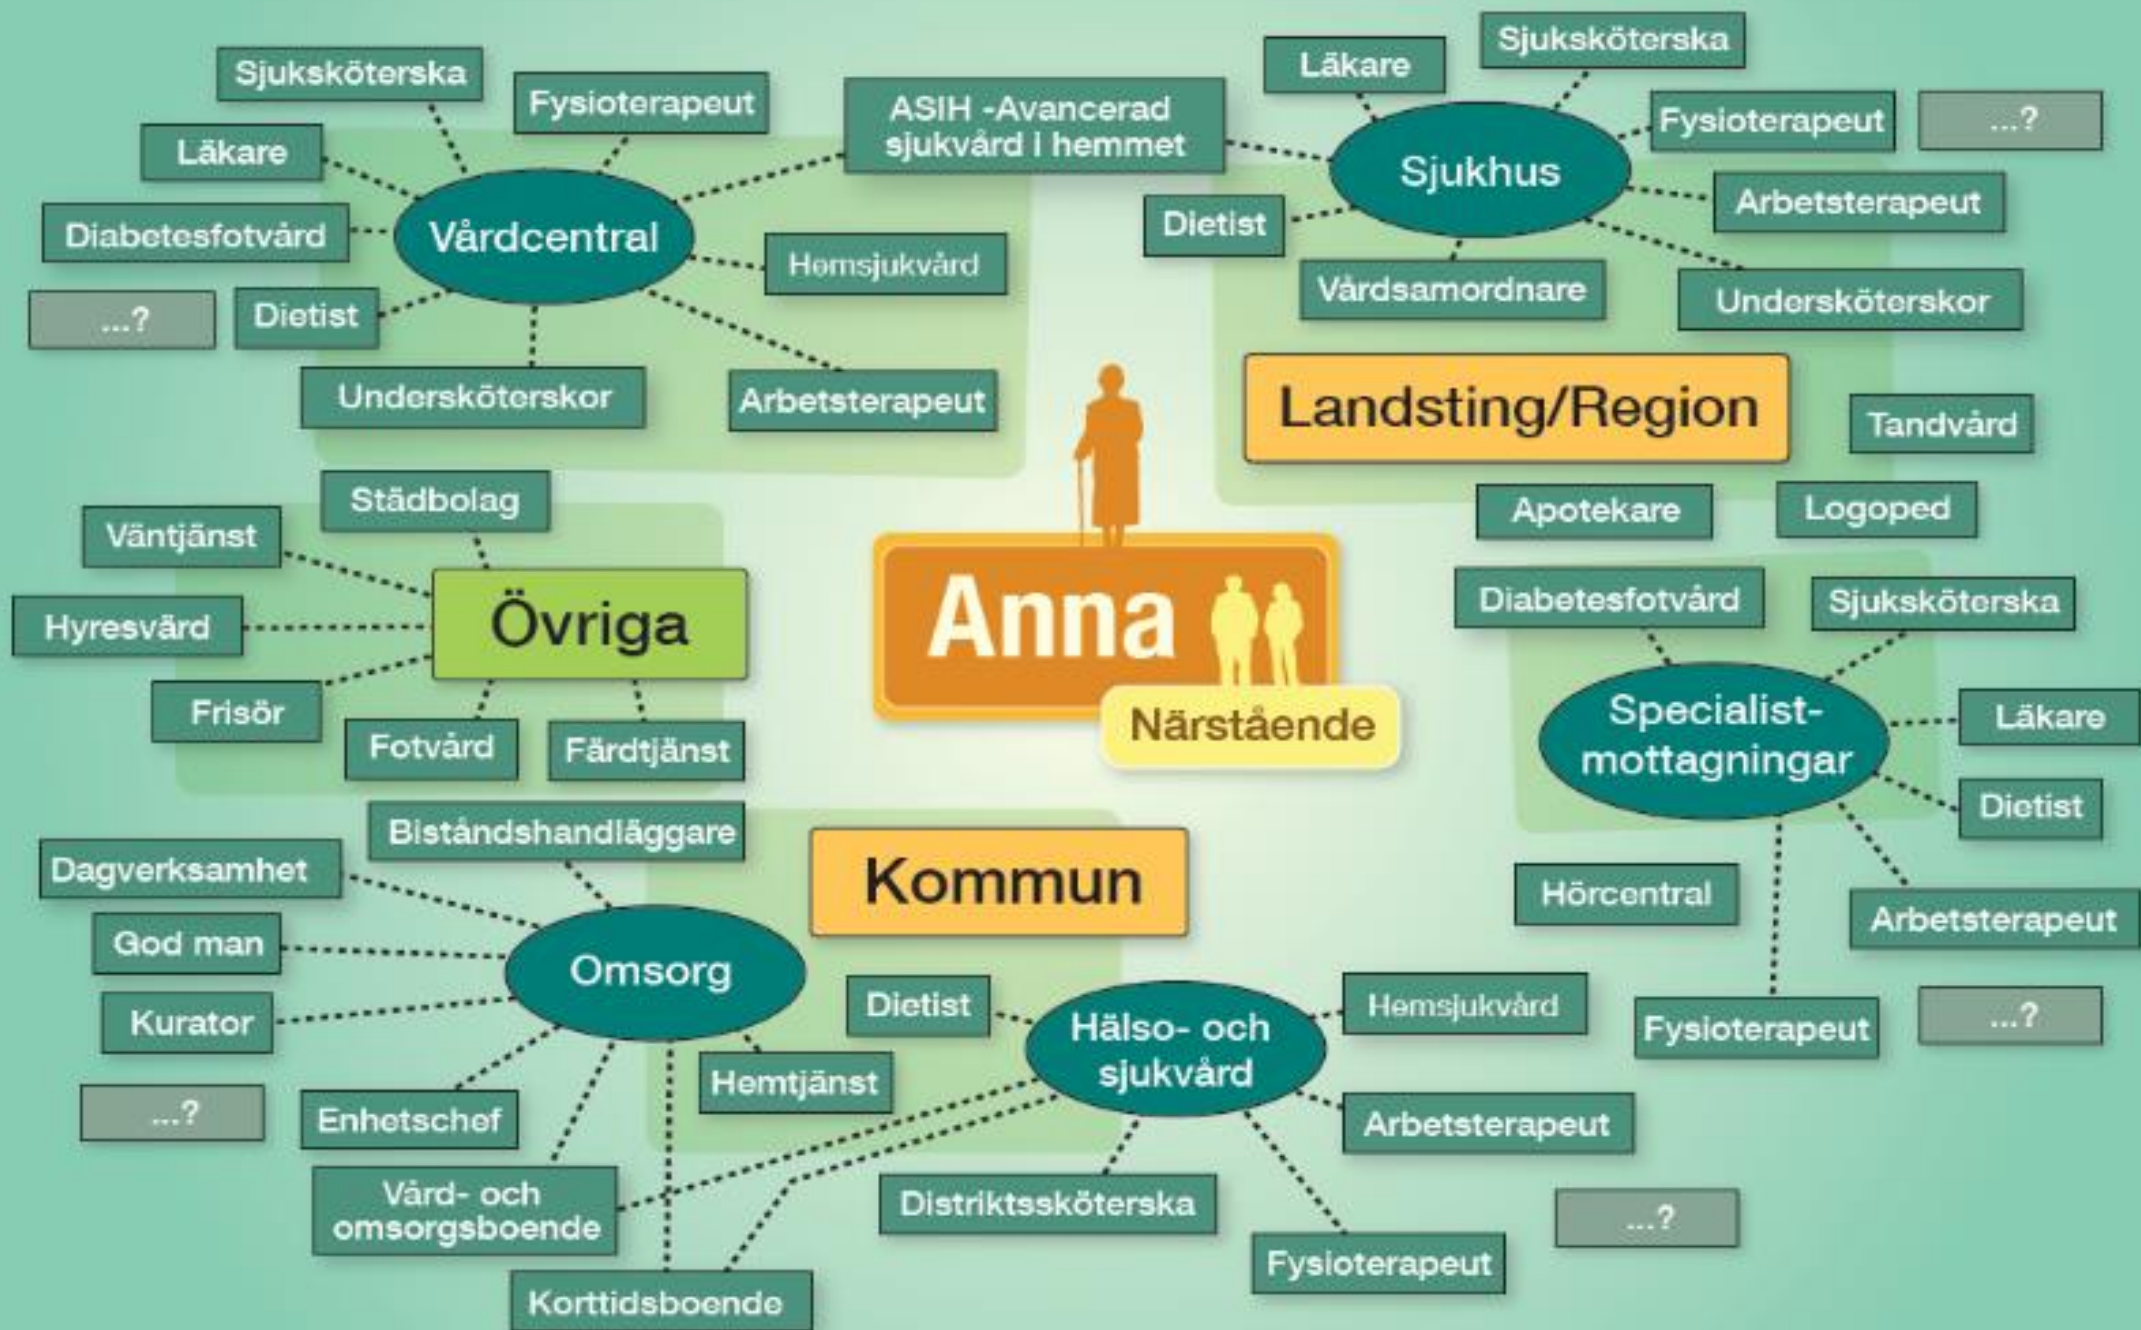 Sjuksköterska
Fysioterapeut
Läkare
Diabetesfotvård
Vårdcentral
...?
Dietist
Undersköterskor
Hemsjukvård
Arbetsterapeut
ASIH -Avancerad
sjukvård i hemmet
Läkare
Sjuksköterska
Fysioterapeut
...?
Sjukhus
Arbetsterapeut
Dietist
Vårdsamordnare
Undersköterskor
Landsting/Region
Tandvård
Apotekare
Logoped
Städbolag
Väntjänst
Hyresvärd
Övriga
Frisör
Fotvård
Färdtjänst
Anna
Närstående
Diabetesfotvård
Sjuksköterska
Specialist-
mottagningar
Läkare
Dietist
Hörcentral
Arbetsterapeut
Fysioterapeut
...?
Kommun
Biståndshandläggare
Dagverksamhet
God man
Omsorg
Kurator
...?
Enhetschef
Hemtjänst
Vård- och
omsorgsboende
Korttidsboende
Dietist
Hälso- och
sjukvård
Hemsjukvård
Arbetsterapeut
Distriktssköterska
Fysioterapeut
...?